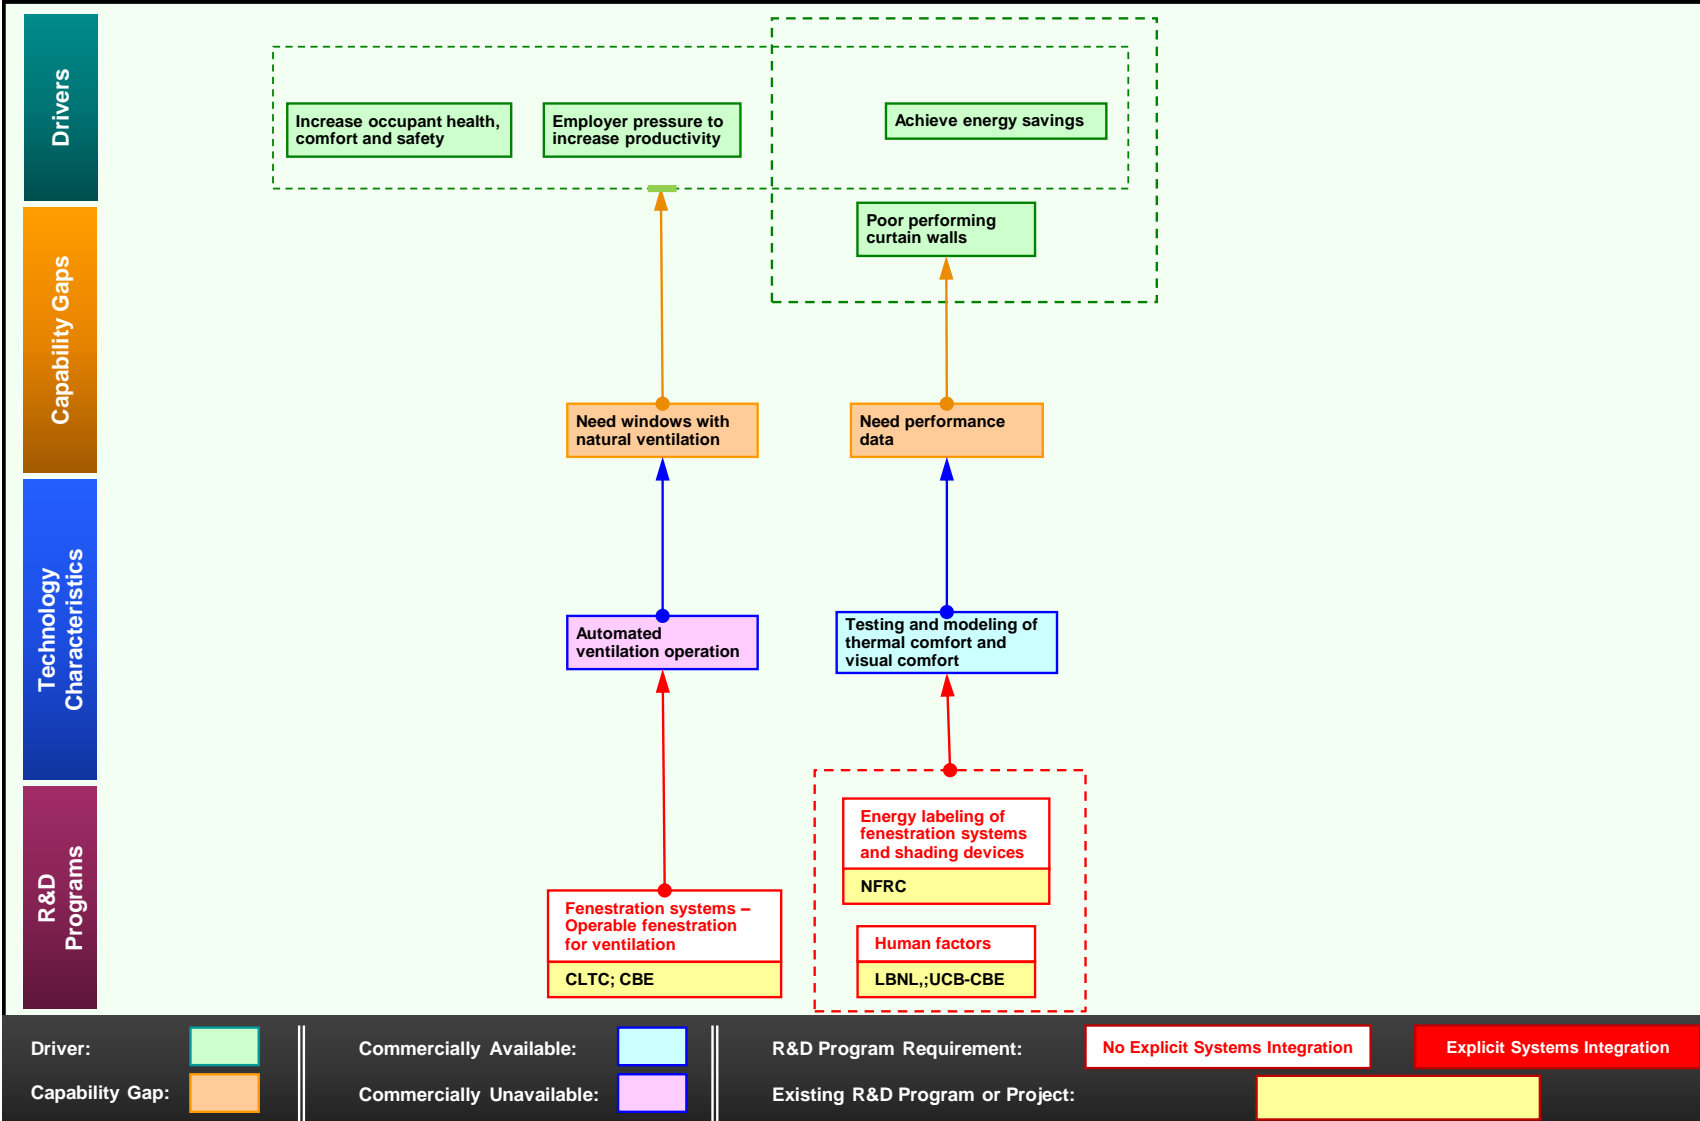 Drivers
Increase occupant health,
comfort and safety
Employer pressure to
increase productivity
Achieve energy savings
Capability Gaps
Poor performing
curtain walls
Need windows with
natural ventilation
Need performance
data
Technology
Characteristics
Automated
ventilation operation
Testing and modeling of
thermal comfort and
visual comfort
R&D
Programs
Fenestration systems –
Operable fenestration
for ventilation
CLTC; CBE
Energy labeling of
fenestration systems
and shading devices
NFRC
Human factors
LBNL,;UCB-CBE
Driver:
Capability Gap:
Commercially Available:
Commercially Unavailable:
R&D Program Requirement:
No Explicit Systems Integration
Explicit Systems Integration
Existing R&D Program or Project: